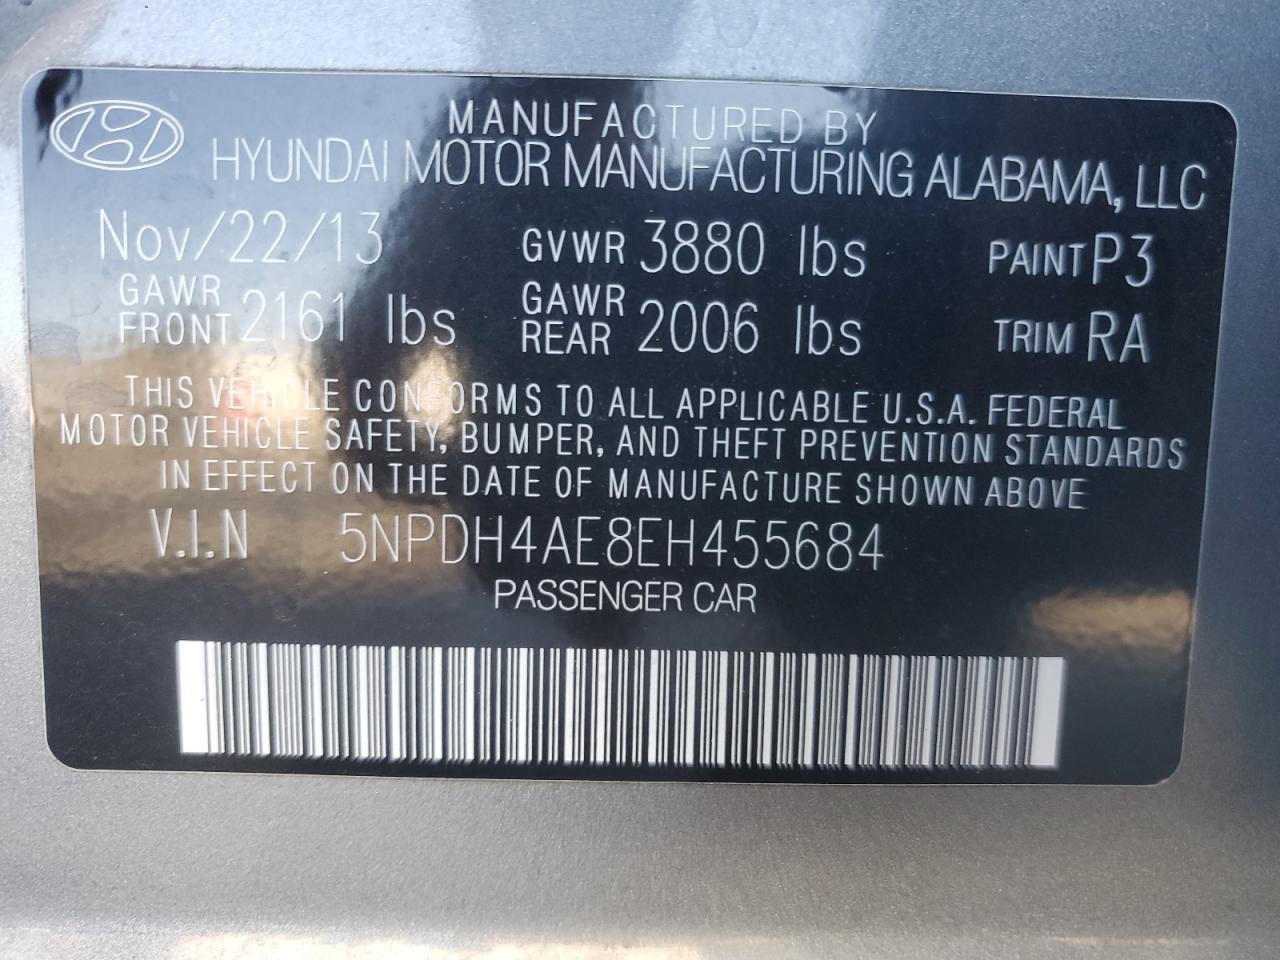 MANUFACTURED BY
HYUNDAI MOTOR MANUFACTURING ALABAMA, LLC
Nov/22/13 GVWR 3880 lbs PAINT P3
GAWR FRONT 2161 lbs GAWR REAR 2006 lbs TRIM RA
THIS VEHICLE CONFORMS TO ALL APPLICABLE U.S.A. FEDERAL
MOTOR VEHICLE SAFETY, BUMPER, AND THEFT PREVENTION STANDARDS
IN EFFECT ON THE DATE OF MANUFACTURE SHOWN ABOVE
V.I.N 5NPDH4AE8EH455684
PASSENGER CAR